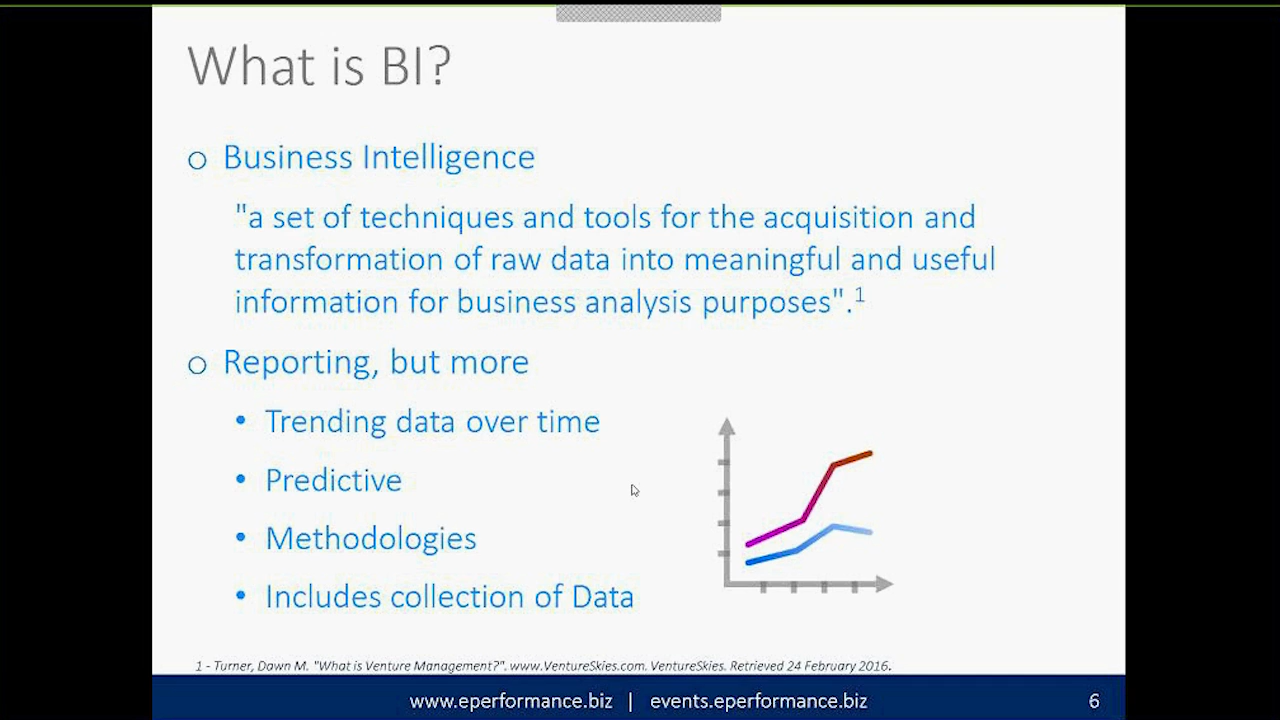 What is BI?
o Business Intelligence
"a set of techniques and tools for the acquisition and
transformation of raw data into meaningful and useful
information for business analysis purposes".1
o Reporting, but more
• Trending data over time
• Predictive
• Methodologies
• Includes collection of Data
1 - Turner, Dawn M. "What is Venture Management?". www.VentureSkies.com. VentureSkies. Retrieved 24 February 2016.
www.eperformance.biz | events.eperformance.biz 6